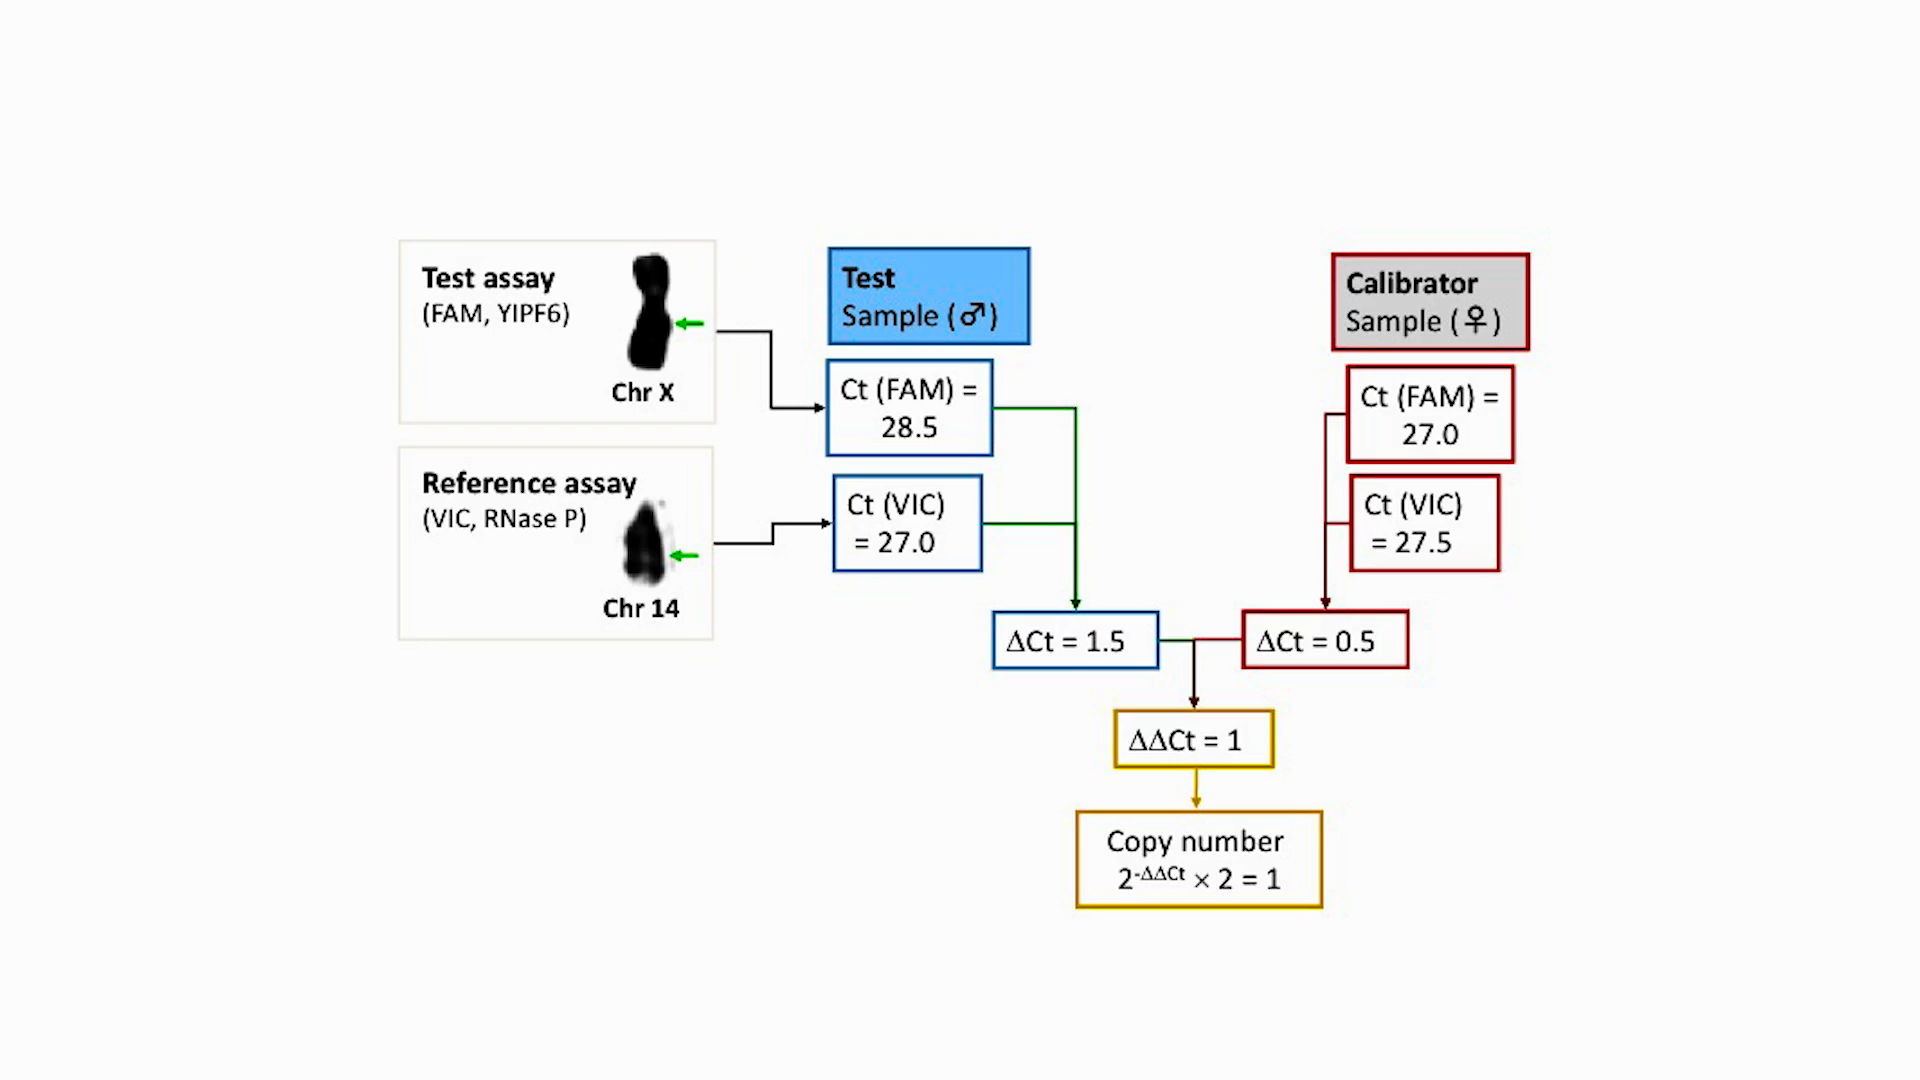 Test assay
(FAM, YIPF6)
Chr X
Reference assay
(VIC, RNase P)
Chr 14
Test
Sample (♂)
Ct (FAM) =
28.5
Ct (VIC)
= 27.0
Calibrator
Sample (♀)
Ct (FAM) =
27.0
Ct (VIC)
= 27.5
ΔCt = 1.5
ΔCt = 0.5
ΔΔCt = 1
Copy number
2^-ΔΔCt × 2 = 1